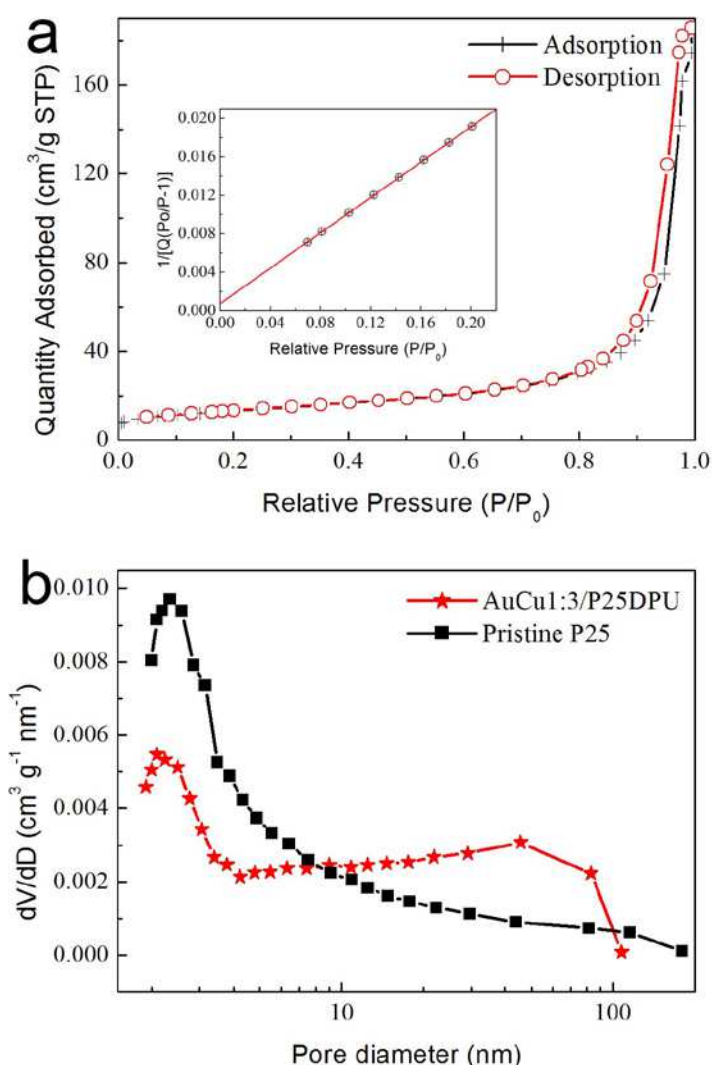 a
Adsorption
Desorption
Quantity Adsorbed (cm³/g STP)
160
120
80
40
0
0.0 0.2 0.4 0.6 0.8 1.0
Relative Pressure (P/P₀)
1/[Q(Po/P-1)]
0.020
0.016
0.012
0.008
0.004
0.000
0.00 0.04 0.08 0.12 0.16 0.20
Relative Pressure (P/P₀)
b
AuCu1:3/P25DPU
Pristine P25
dV/dD (cm³ g⁻¹ nm⁻¹)
0.010
0.008
0.006
0.004
0.002
0.000
10 100
Pore diameter (nm)